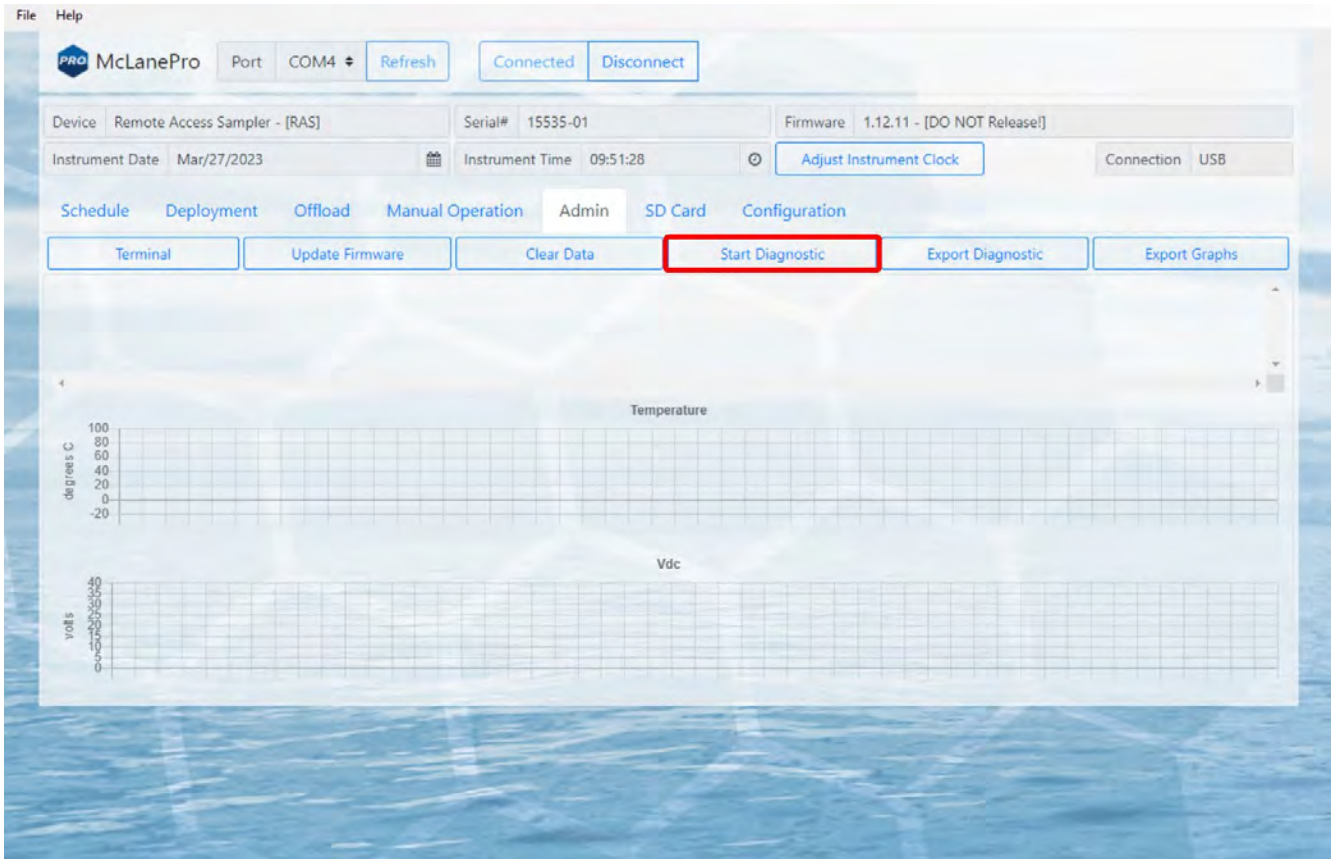 File Help
PRO McLanePro Port COM4 Refresh Connected Disconnect
Device Remote Access Sampler - [RAS] Serial# 15535-01 Firmware 1.12.11 - [DO NOT Release!]
Instrument Date Mar/27/2023 Instrument Time 09:51:28 Adjust Instrument Clock Connection USB
Schedule Deployment Offload Manual Operation Admin SD Card Configuration
Terminal Update Firmware Clear Data Start Diagnostic Export Diagnostic Export Graphs
Temperature
degrees C
100
80
60
40
20
0
-20
Vdc
volts
40
35
30
25
20
15
10
5
0